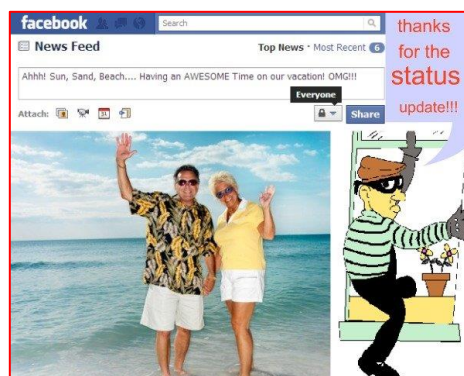 facebook
Search
News Feed
Top News · Most Recent 6
Ahhh! Sun, Sand, Beach.... Having an AWESOME Time on our vacation! OMG!!!
Everyone
Attach:
31
Share
thanks
for the
status
update!!!